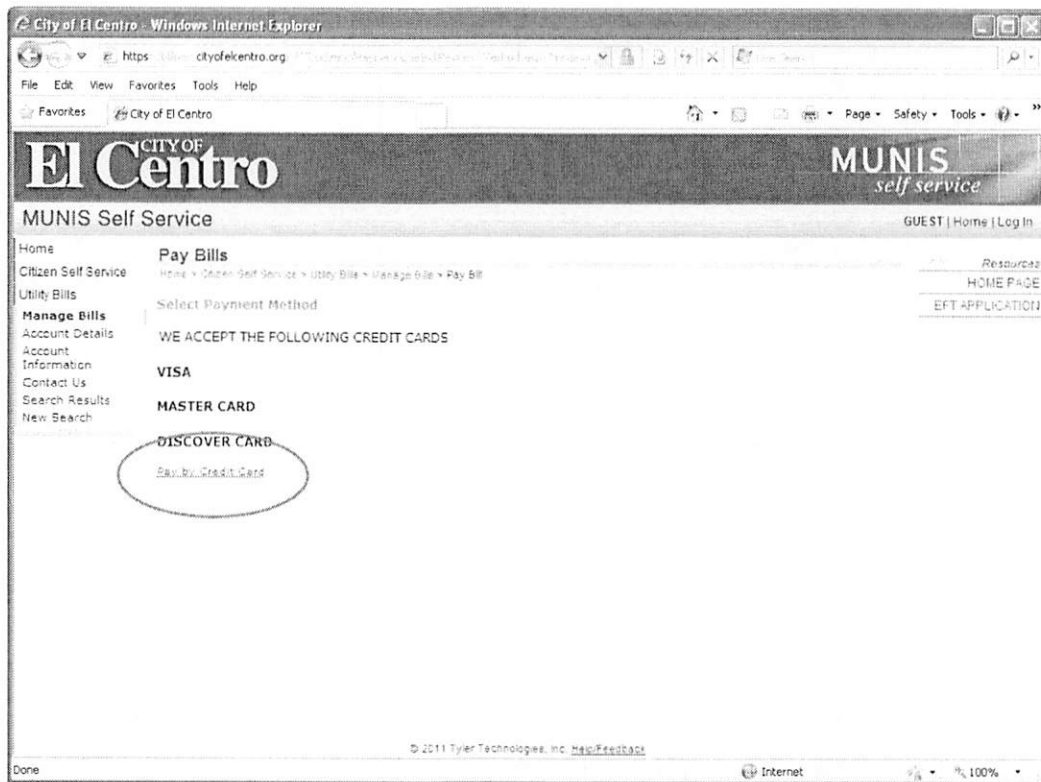 City of El Centro - Windows Internet Explorer
https cityofelcentro.org
File Edit View Favorites Tools Help
Favorites City of El Centro Page Safety Tools
CITY OF
El Centro
MUNIS
self service
MUNIS Self Service
GUEST | Home | Log In
Home
Citizen Self Service
Utility Bills
Manage Bills
Account Details
Account
Information
Contact Us
Search Results
New Search
Pay Bills
Home > Citizen Self Service > Utility Bills > Manage Bills > Pay Bill
Select Payment Method
WE ACCEPT THE FOLLOWING CREDIT CARDS
VISA
MASTER CARD
DISCOVER CARD
Pay by Credit Card
Resources
HOME PAGE
EFT APPLICATION
© 2011 Tyler Technologies, Inc. Help/Feedback
Done Internet 100%